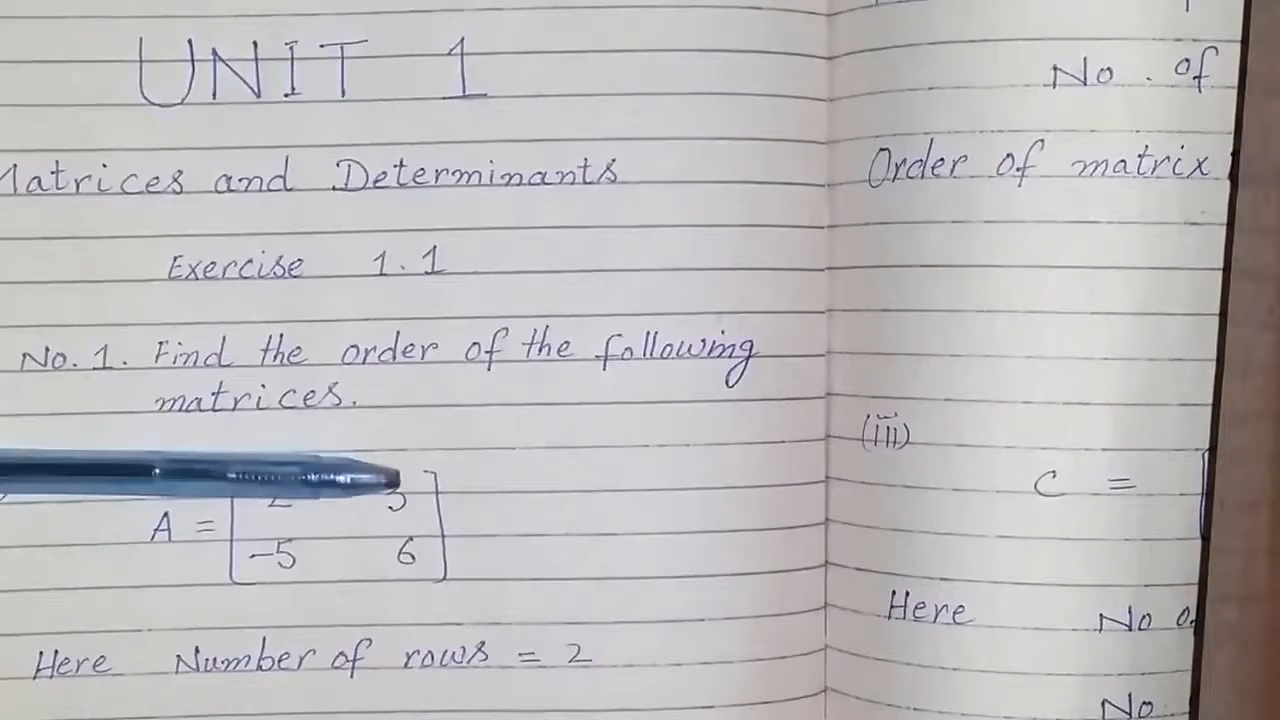 UNIT 1
Matrices and Determinants
Exercise 1.1
No. 1. Find the order of the following
matrices.
A =
-5 6
Here Number of rows = 2
No. of
Order of matrix
(iii)
C =
Here No
No